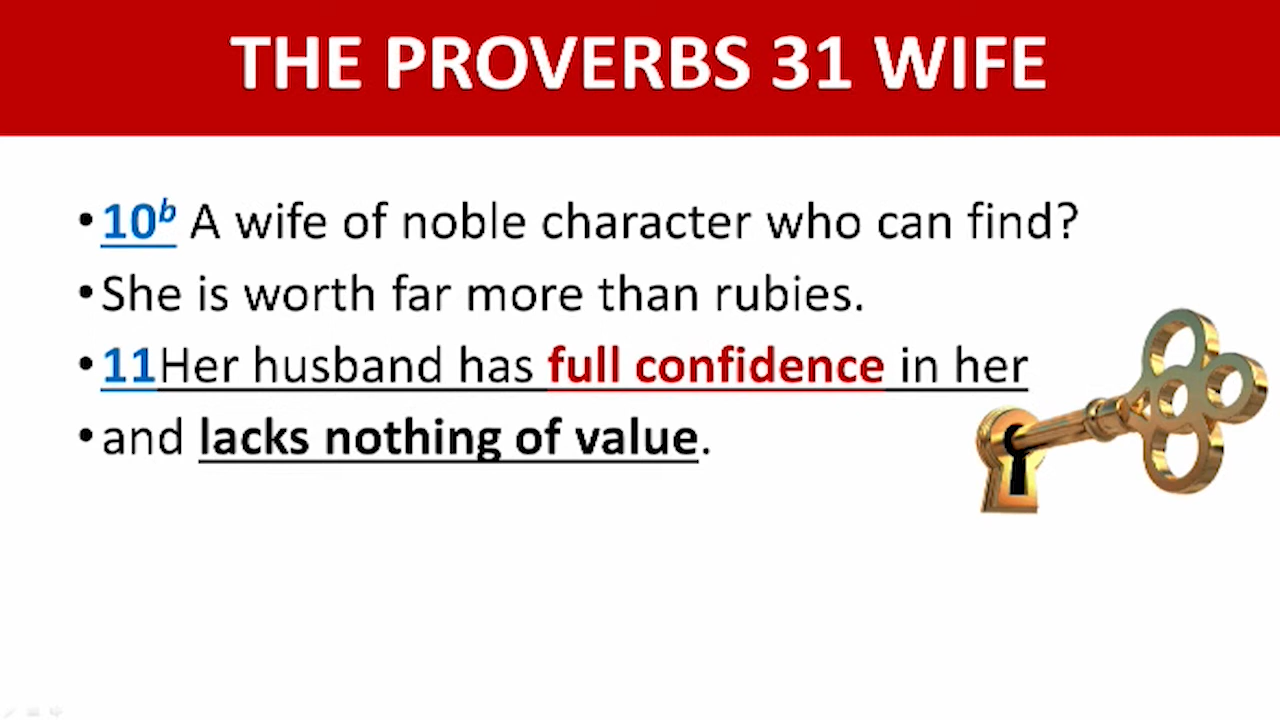 THE PROVERBS 31 WIFE
•10ᵇ A wife of noble character who can find?
•She is worth far more than rubies.
•11Her husband has full confidence in her
•and lacks nothing of value.